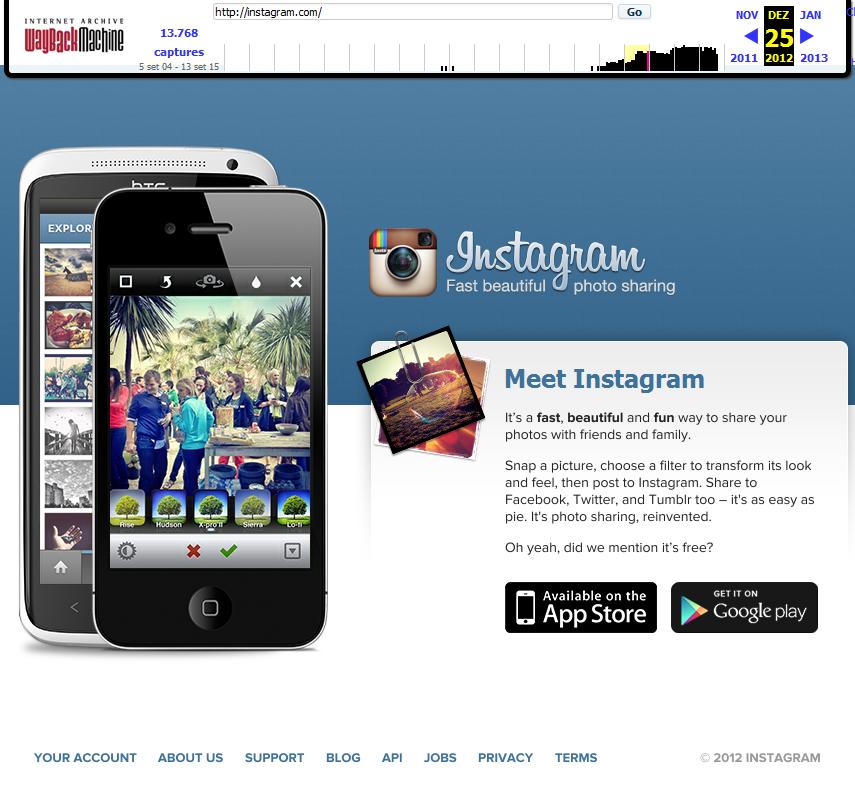 INTERNET ARCHIVE
WayBackMachine
13.768
captures
5 set 04 - 13 set 15
http://instagram.com/
Go
NOV
DEZ
JAN
25
2011
2012
2013
hTC
EXPLOR
Rise
Hudson
X-pro II
Sierra
Lo-fi
Instagram
Fast beautiful photo sharing
Meet Instagram
It's a fast, beautiful and fun way to share your
photos with friends and family.
Snap a picture, choose a filter to transform its look
and feel, then post to Instagram. Share to
Facebook, Twitter, and Tumblr too – it's as easy as
pie. It's photo sharing, reinvented.
Oh yeah, did we mention it's free?
Available on the
App Store
GET IT ON
Google play
YOUR ACCOUNT ABOUT US SUPPORT BLOG API JOBS PRIVACY TERMS
© 2012 INSTAGRAM